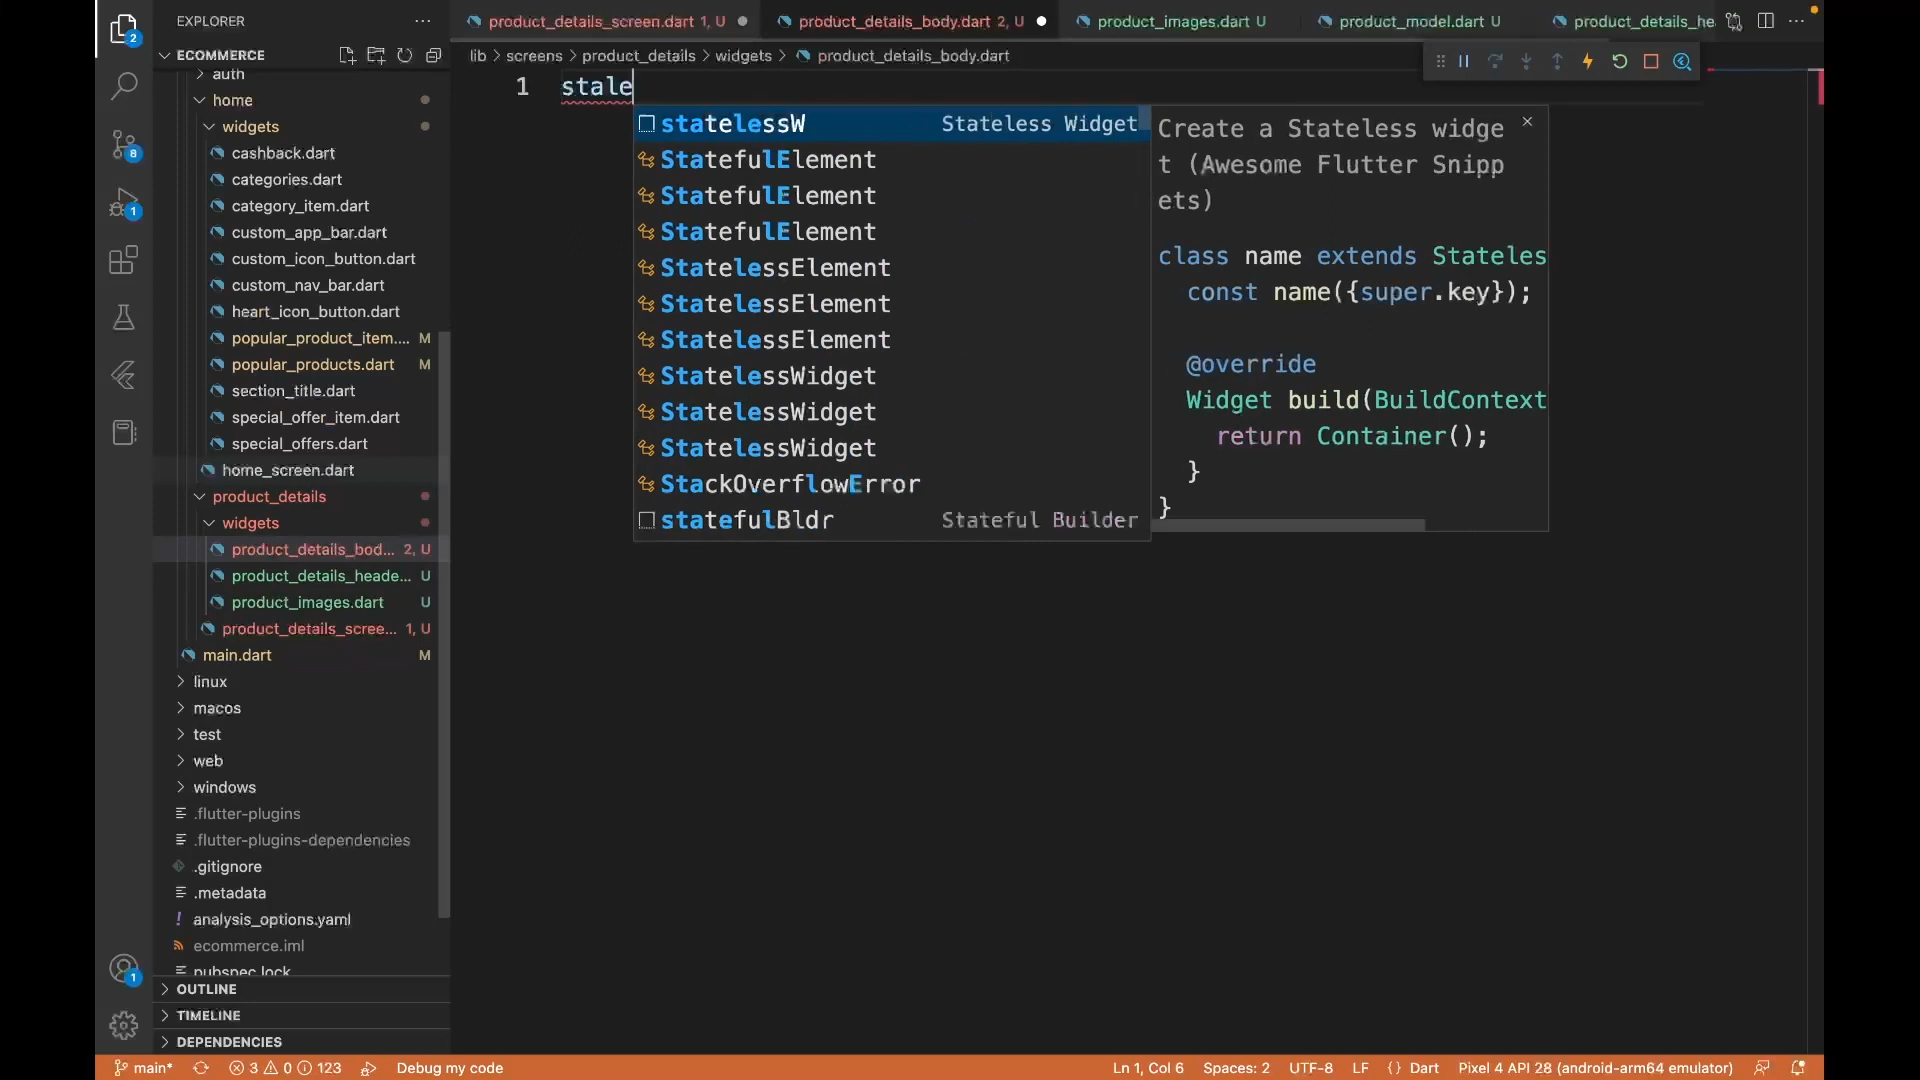 EXPLORER
ECOMMERCE
auth
home
widgets
cashback.dart
categories.dart
category_item.dart
custom_app_bar.dart
custom_icon_button.dart
custom_nav_bar.dart
heart_icon_button.dart
popular_product_item.... M
popular_products.dart M
section_title.dart
special_offer_item.dart
special_offers.dart
home_screen.dart
product_details
widgets
product_details_bod... 2, U
product_details_heade... U
product_images.dart U
product_details_scree... 1, U
main.dart M
linux
macos
test
web
windows
.flutter-plugins
.flutter-plugins-dependencies
.gitignore
.metadata
! analysis_options.yaml
ecommerce.iml
pubspec.lock
OUTLINE
TIMELINE
DEPENDENCIES
2
8
1
1
product_details_screen.dart 1, U
product_details_body.dart 2, U
product_images.dart U
product_model.dart U
product_details_he
lib > screens > product_details > widgets > product_details_body.dart
1 stale
statelessW Stateless Widget
StatefulElement
StatefulElement
StatefulElement
StatelessElement
StatelessElement
StatelessElement
StatelessWidget
StatelessWidget
StatelessWidget
StackOverflowError
statefulBldr Stateful Builder
Create a Stateless widge
t (Awesome Flutter Snipp
ets)
class name extends Stateles
const name({super.key});
@override
Widget build(BuildContext
return Container();
}
}
main* 3 0 123 Debug my code Ln 1, Col 6 Spaces: 2 UTF-8 LF {} Dart Pixel 4 API 28 (android-arm64 emulator)